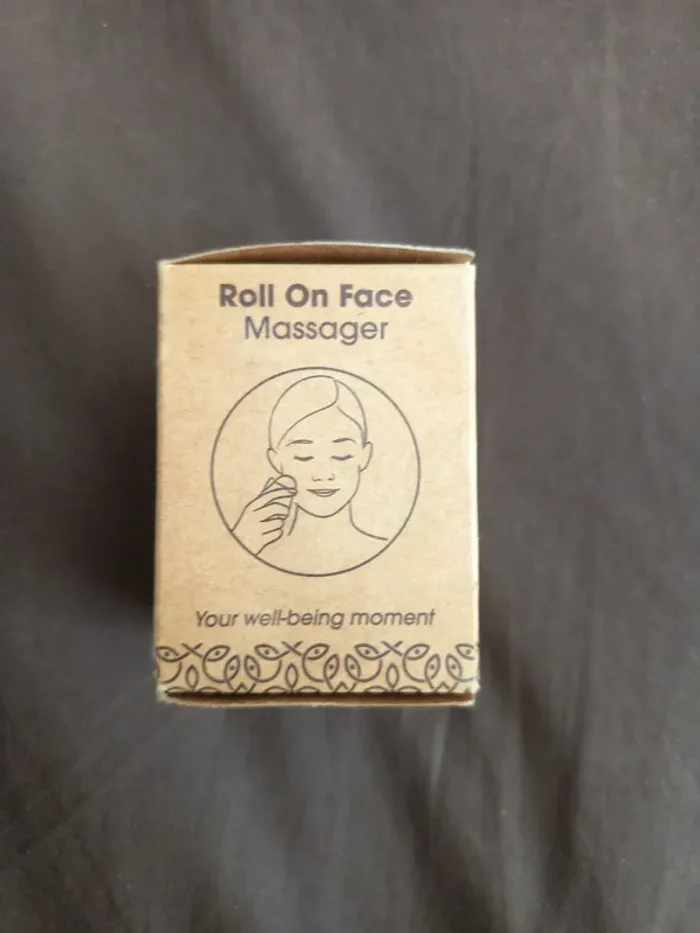 Roll On Face
Massager
Your well-being moment